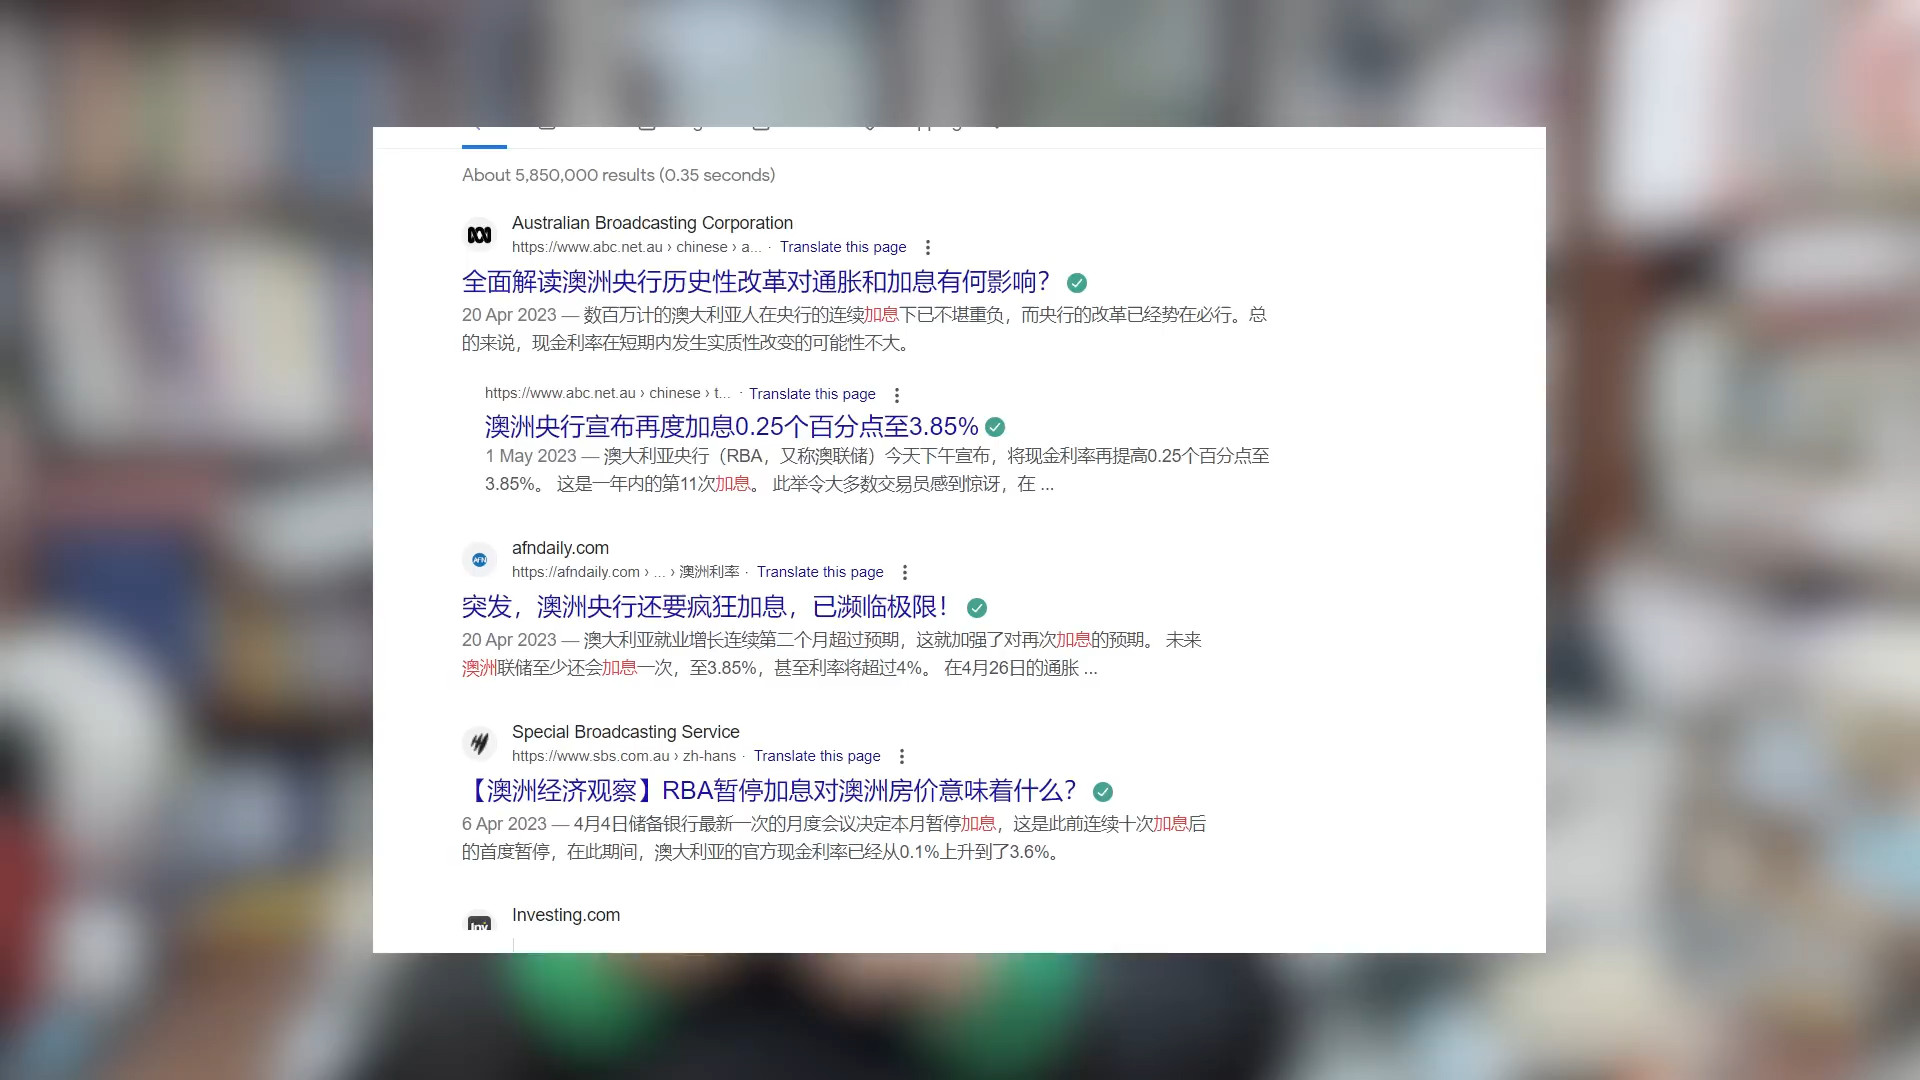 About 5,850,000 results (0.35 seconds)
Australian Broadcasting Corporation
https://www.abc.net.au › chinese › a... · Translate this page
全面解读澳洲央行历史性改革对通胀和加息有何影响？
20 Apr 2023 — 数百万计的澳大利亚人在央行的连续加息下已不堪重负，而央行的改革已经势在必行。总
的来说，现金利率在短期内发生实质性改变的可能性不大。
https://www.abc.net.au › chinese › t... · Translate this page
澳洲央行宣布再度加息0.25个百分点至3.85%
1 May 2023 — 澳大利亚央行（RBA，又称澳联储）今天下午宣布，将现金利率再提高0.25个百分点至
3.85%。 这是一年内的第11次加息。 此举令大多数交易员感到惊讶，在 ...
afndaily.com
https://afndaily.com › ... › 澳洲利率 · Translate this page
突发，澳洲央行还要疯狂加息，已濒临极限！
20 Apr 2023 — 澳大利亚就业增长连续第二个月超过预期，这就加强了对再次加息的预期。 未来
澳洲联储至少还会加息一次，至3.85%，甚至利率将超过4%。 在4月26日的通胀 ...
Special Broadcasting Service
https://www.sbs.com.au › zh-hans · Translate this page
【澳洲经济观察】RBA暂停加息对澳洲房价意味着什么？
6 Apr 2023 — 4月4日储备银行最新一次的月度会议决定本月暂停加息，这是此前连续十次加息后
的首度暂停，在此期间，澳大利亚的官方现金利率已经从0.1%上升到了3.6%。
Investing.com